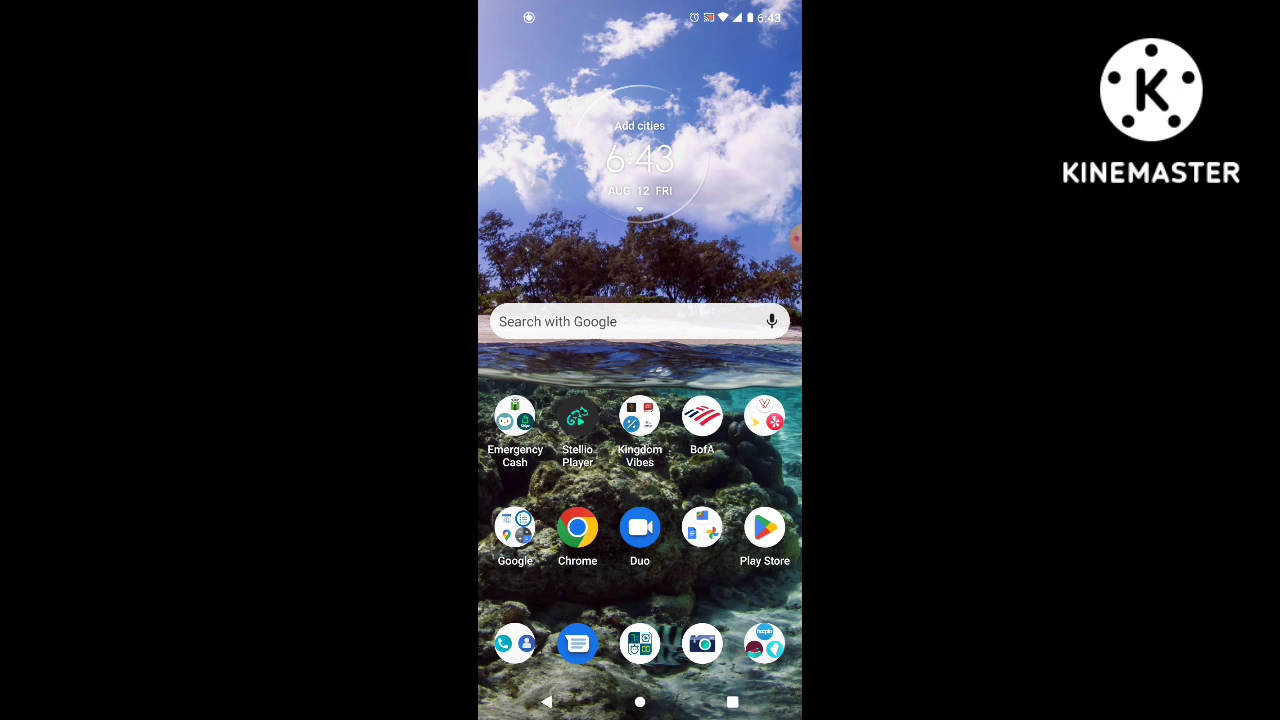 6:43
K
KINEMASTER
Add cities
6:43
AUG 12 FRI
Search with Google
Emergency
Cash
Stellio
Player
Kingdom
Vibes
BofA
Google
Chrome
Duo
Play Store
hoopla